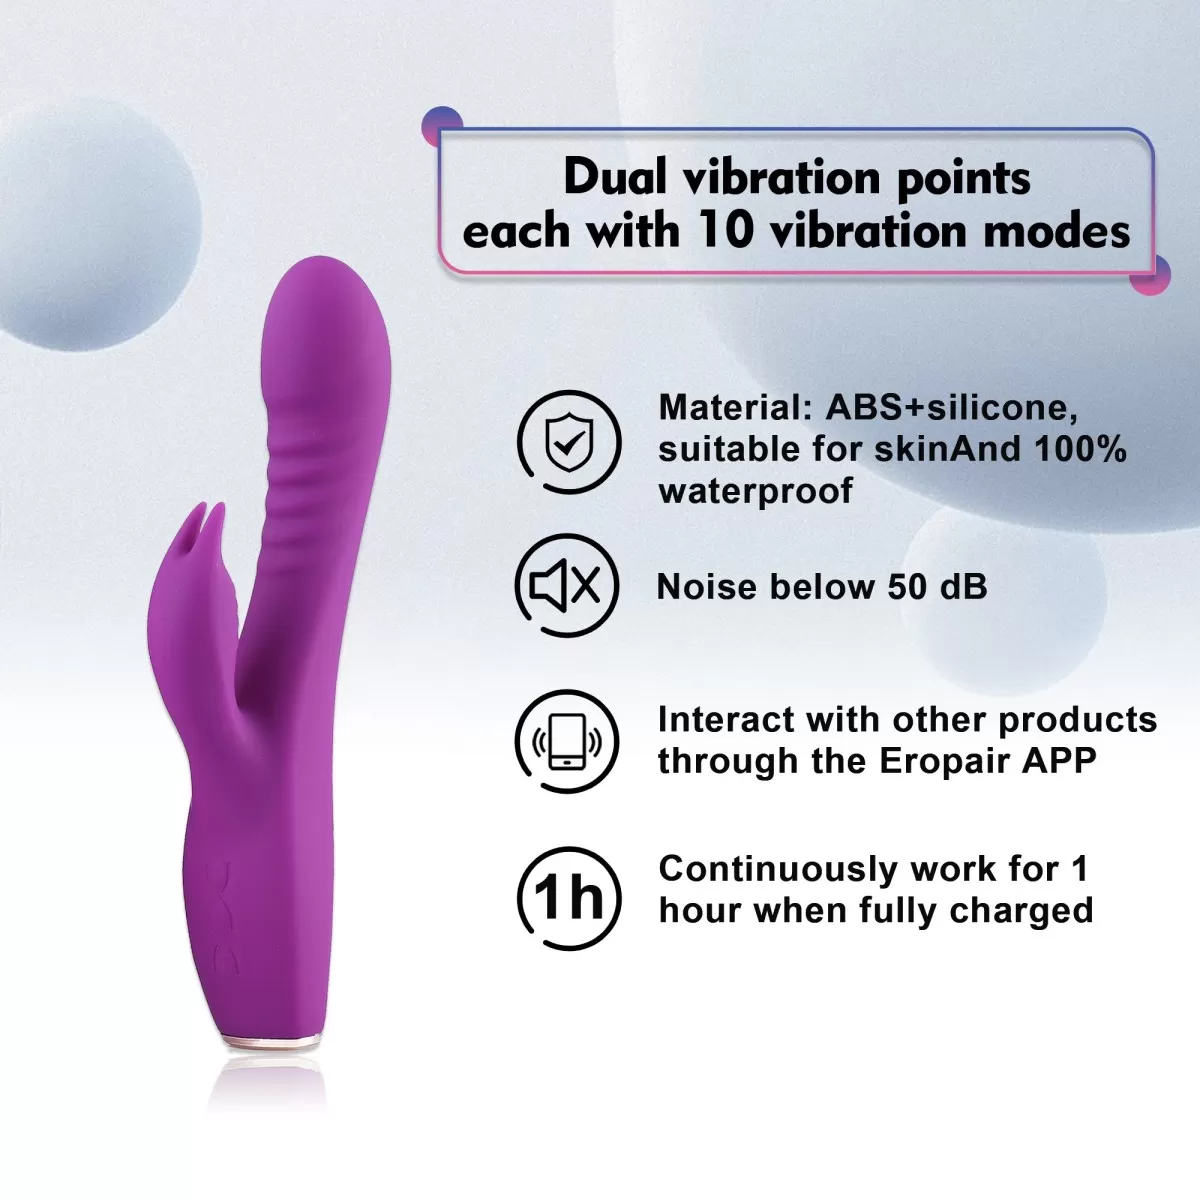 Dual vibration points
each with 10 vibration modes
Material: ABS+silicone,
suitable for skinAnd 100%
waterproof
Noise below 50 dB
Interact with other products
through the Eropair APP
1h
Continuously work for 1
hour when fully charged